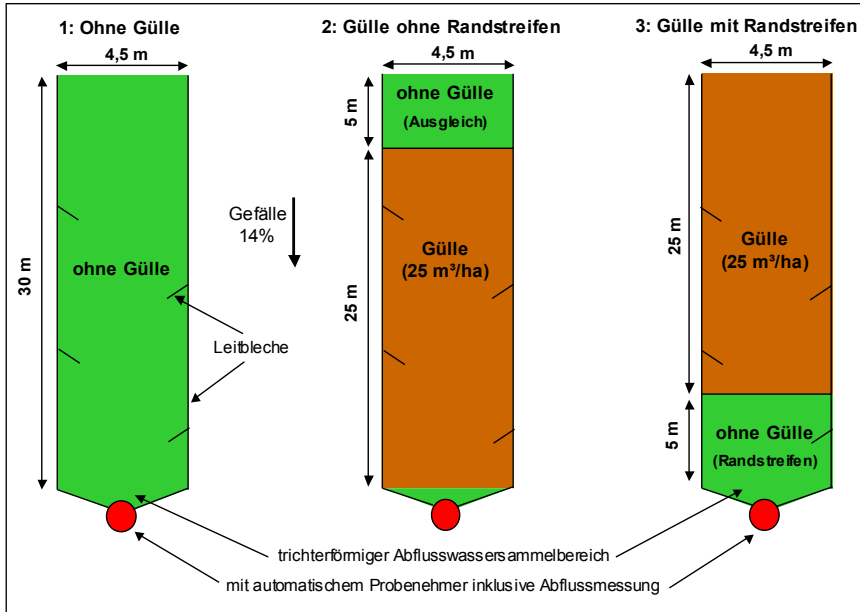 1: Ohne Gülle
4,5 m
30 m
ohne Gülle
Gefälle
14%
Leitbleche
2: Gülle ohne Randstreifen
4,5 m
5 m
ohne Gülle
(Ausgleich)
25 m
Gülle
(25 m³/ha)
3: Gülle mit Randstreifen
4,5 m
25 m
Gülle
(25 m³/ha)
5 m
ohne Gülle
(Randstreifen)
trichterförmiger Abflusswassersammelbereich
mit automatischem Probenehmer inklusive Abflussmessung